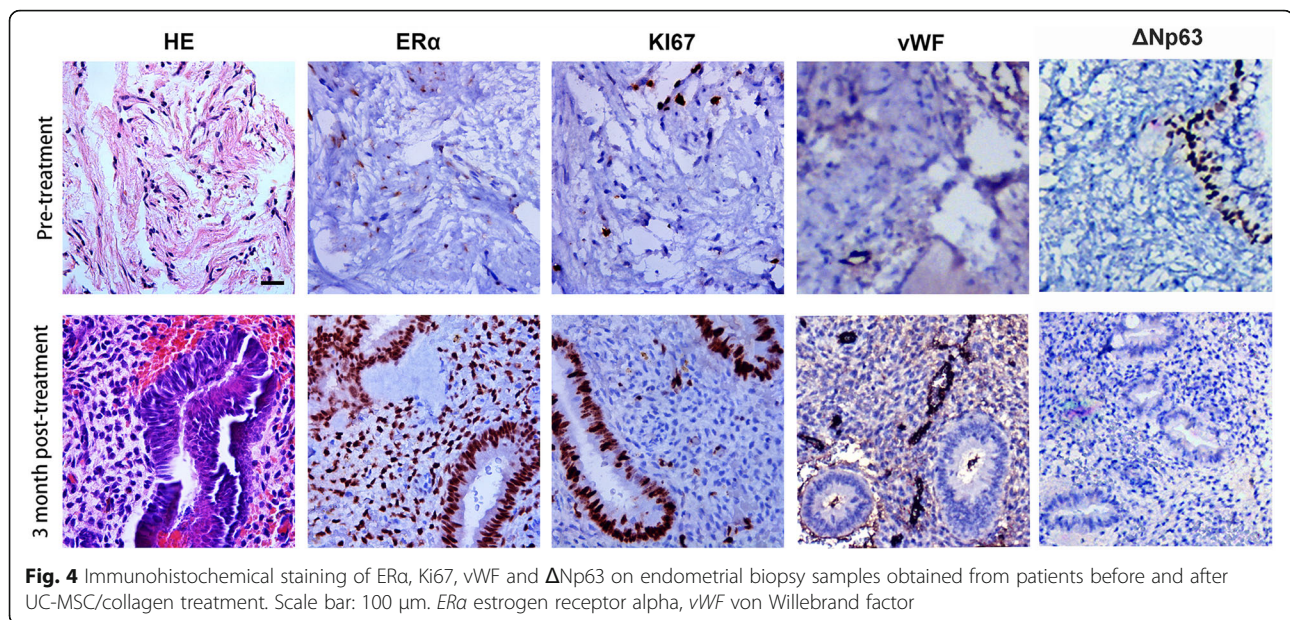 HE ERα KI67 vWF ΔNp63
Pre-treatment
3 month post-treatment
Fig. 4 Immunohistochemical staining of ERα, Ki67, vWF and ΔNp63 on endometrial biopsy samples obtained from patients before and after
UC-MSC/collagen treatment. Scale bar: 100 μm. ERα estrogen receptor alpha, vWF von Willebrand factor